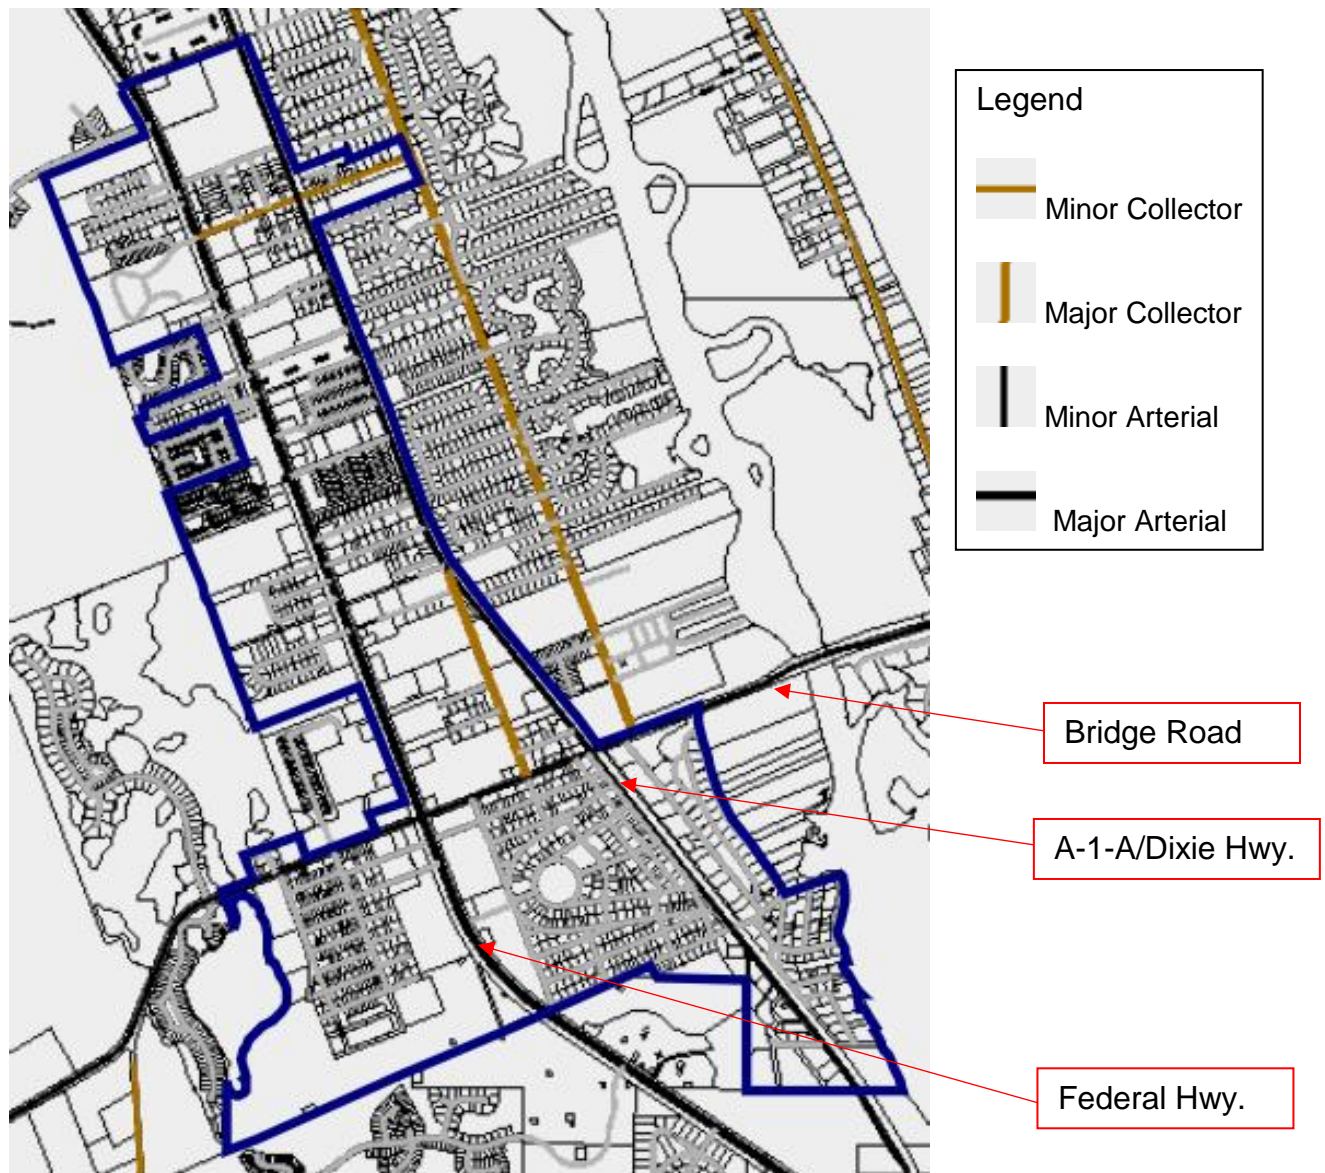 Legend
Minor Collector
Major Collector
Minor Arterial
Major Arterial
Bridge Road
A-1-A/Dixie Hwy.
Federal Hwy.